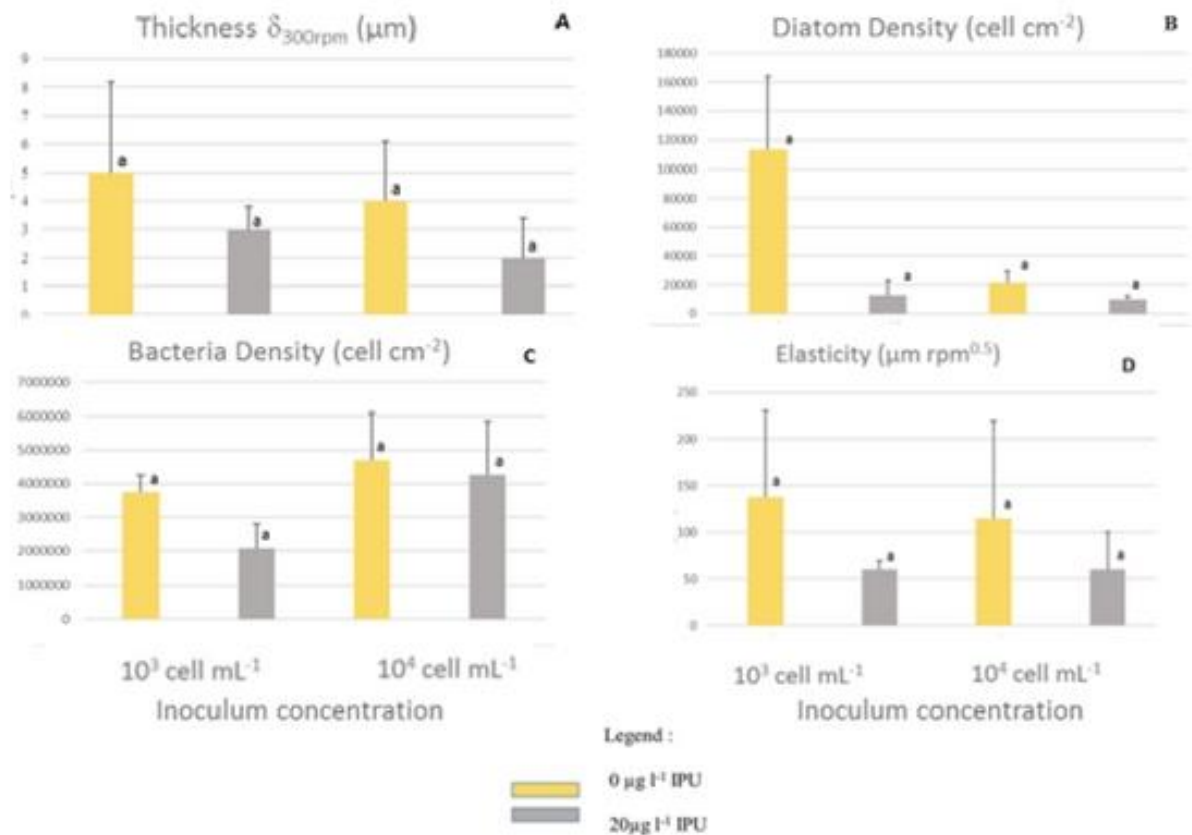 Thickness δ300rpm (µm)
A
9
8
7
6
5
4
3
2
1
0
a
a
a
a
Diatom Density (cell cm-2)
B
180000
160000
140000
120000
100000
80000
60000
40000
20000
0
a
a
a
a
Bacteria Density (cell cm-2)
C
7000000
6000000
5000000
4000000
3000000
2000000
1000000
0
a
a
a
a
10³ cell mL-1
10⁴ cell mL-1
Inoculum concentration
Elasticity (µm rpm0.5)
D
250
200
150
100
50
0
a
a
a
a
10³ cell mL-1
10⁴ cell mL-1
Inoculum concentration
Legend :
0 µg l-1 IPU
20µg l-1 IPU